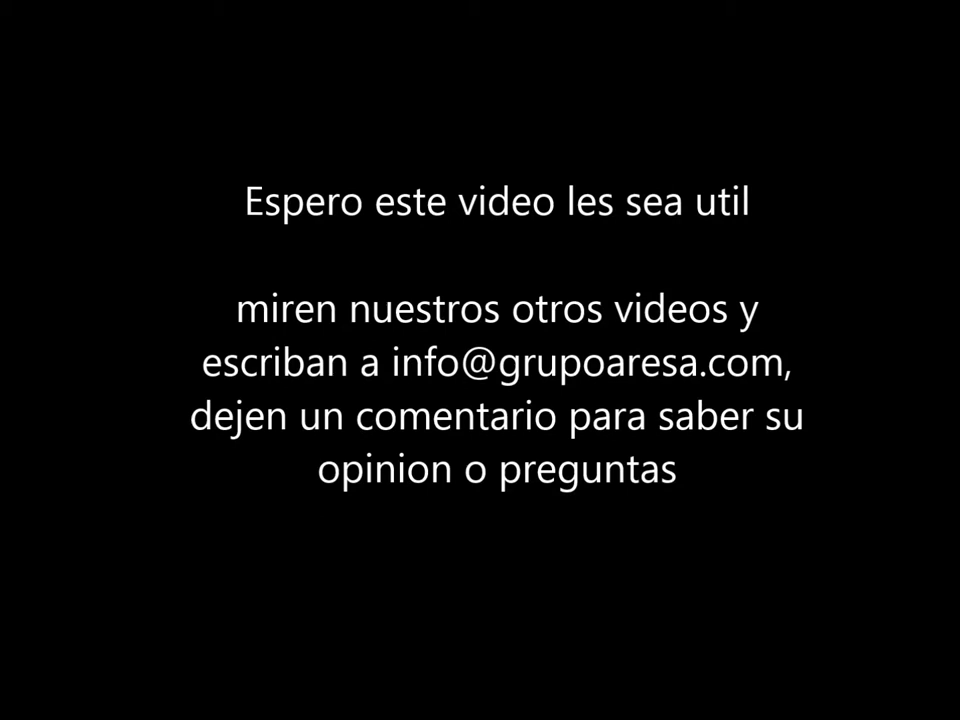 Espero este video les sea util
miren nuestros otros videos y
escriban a info@grupoaresa.com,
dejen un comentario para saber su
opinion o preguntas